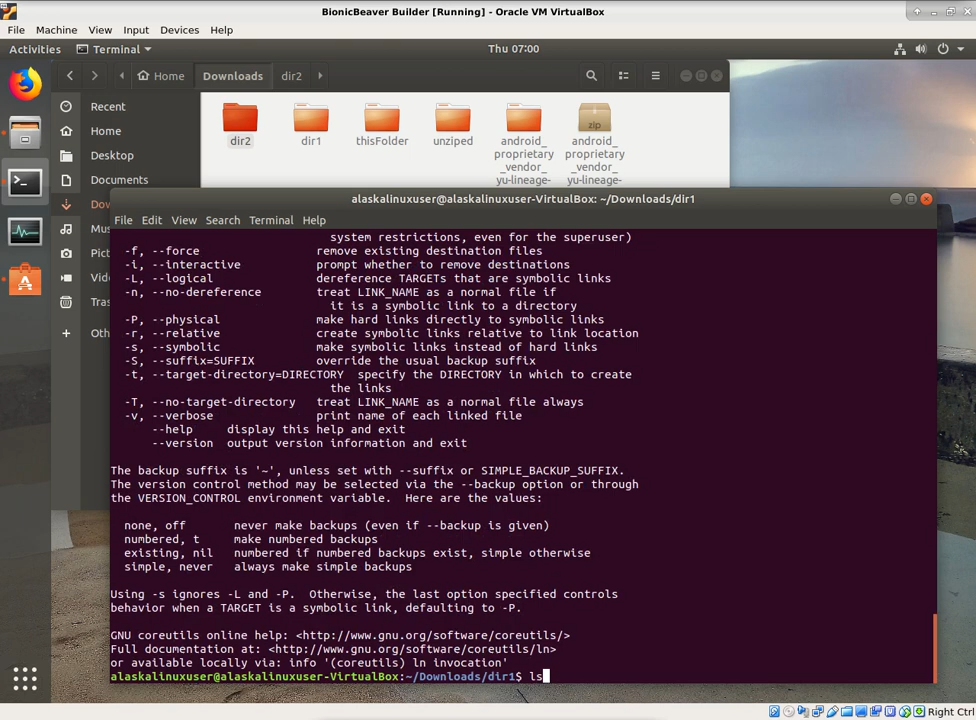 BionicBeaver Builder [Running] - Oracle VM VirtualBox
File Machine View Input Devices Help
Activities Terminal Thu 07:00
Home Downloads dir2
Recent
Home
Desktop
Documents
Dow
Mus
Pict
Vide
Tras
Oth
dir2 dir1 thisFolder unziped android_proprietary_vendor_yu-lineage- android_proprietary_vendor_yu-lineage-
zip
alaskalinuxuser@alaskalinuxuser-VirtualBox: ~/Downloads/dir1
File Edit View Search Terminal Help
system restrictions, even for the superuser)
-f, --force remove existing destination files
-i, --interactive prompt whether to remove destinations
-L, --logical dereference TARGETs that are symbolic links
-n, --no-dereference treat LINK_NAME as a normal file if
it is a symbolic link to a directory
-P, --physical make hard links directly to symbolic links
-r, --relative create symbolic links relative to link location
-s, --symbolic make symbolic links instead of hard links
-S, --suffix=SUFFIX override the usual backup suffix
-t, --target-directory=DIRECTORY specify the DIRECTORY in which to create
the links
-T, --no-target-directory treat LINK_NAME as a normal file always
-v, --verbose print name of each linked file
--help display this help and exit
--version output version information and exit
The backup suffix is '~', unless set with --suffix or SIMPLE_BACKUP_SUFFIX.
The version control method may be selected via the --backup option or through
the VERSION_CONTROL environment variable. Here are the values:
none, off never make backups (even if --backup is given)
numbered, t make numbered backups
existing, nil numbered if numbered backups exist, simple otherwise
simple, never always make simple backups
Using -s ignores -L and -P. Otherwise, the last option specified controls
behavior when a TARGET is a symbolic link, defaulting to -P.
GNU coreutils online help: <http://www.gnu.org/software/coreutils/>
Full documentation at: <http://www.gnu.org/software/coreutils/ln>
or available locally via: info '(coreutils) ln invocation'
alaskalinuxuser@alaskalinuxuser-VirtualBox:~/Downloads/dir1$ ls
Right Ctrl